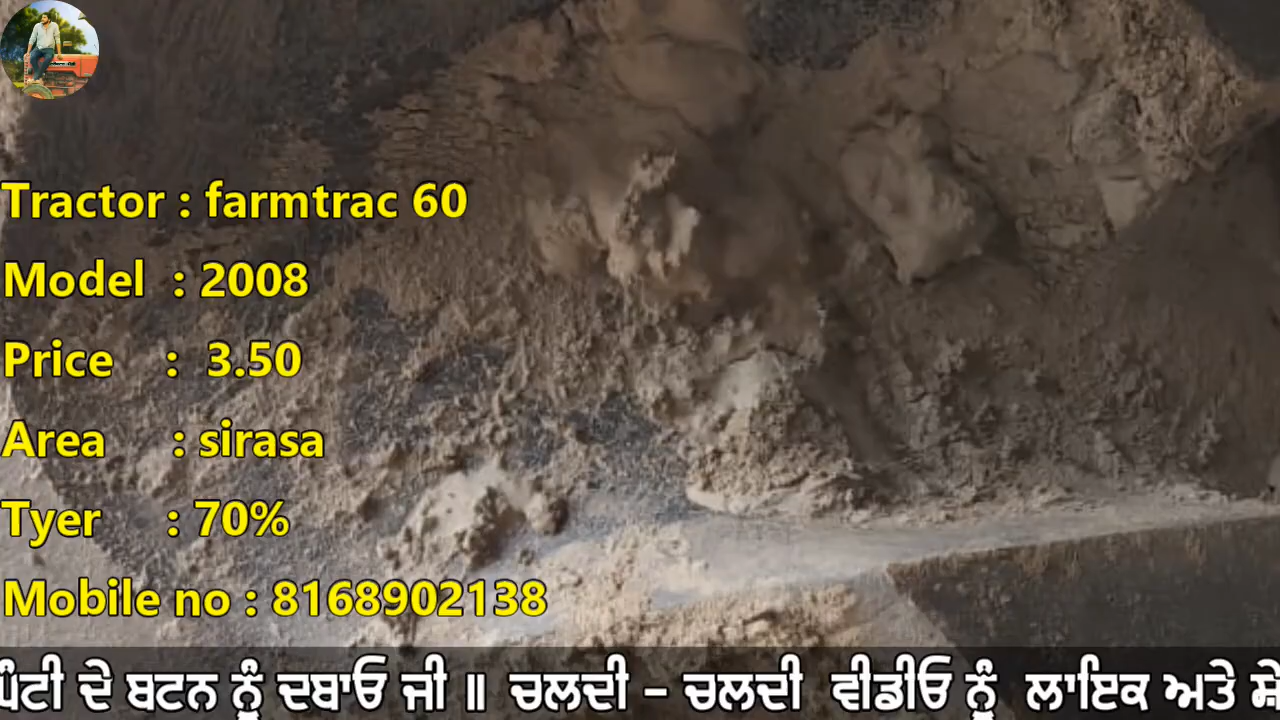 Tractor : farmtrac 60
Model : 2008
Price : 3.50
Area : sirasa
Tyer : 70%
Mobile no : 8168902138
ਦੇ ਬਟਨ ਨੂੰ ਦਬਾਓ ਜੀ ॥ ਚਲਦੀ - ਚਲਦੀ ਵੀਡੀਓ ਨੂੰ ਲਾਇਕ ਅਤੇ